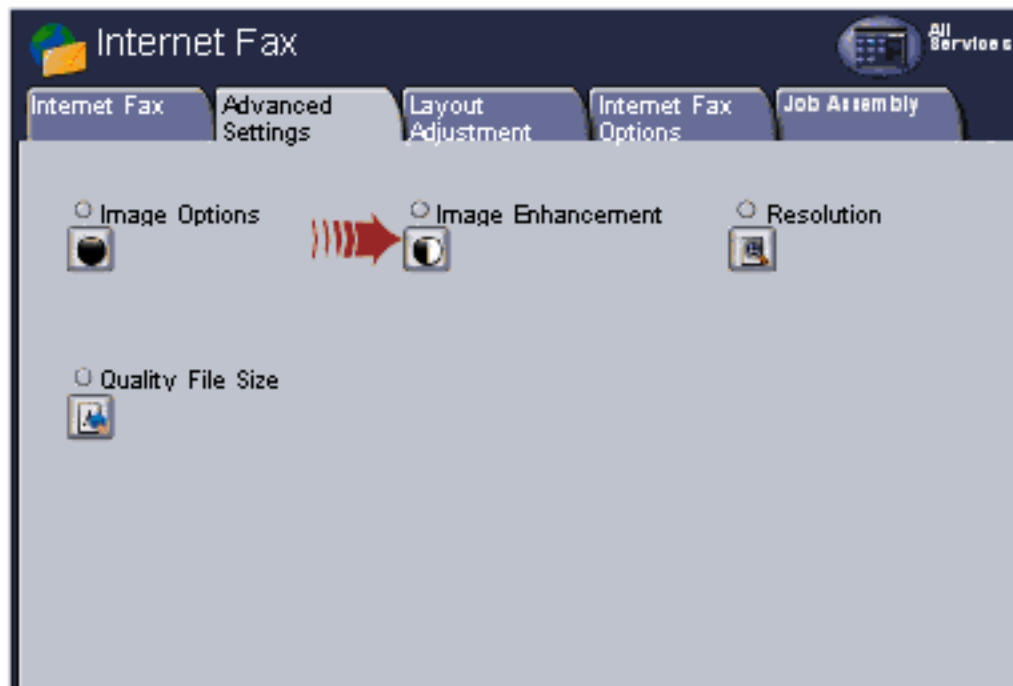 Internet Fax
All
Services
Internet Fax
Advanced
Settings
Layout
Adjustment
Internet Fax
Options
Job Assembly
Image Options
Image Enhancement
Resolution
Quality File Size